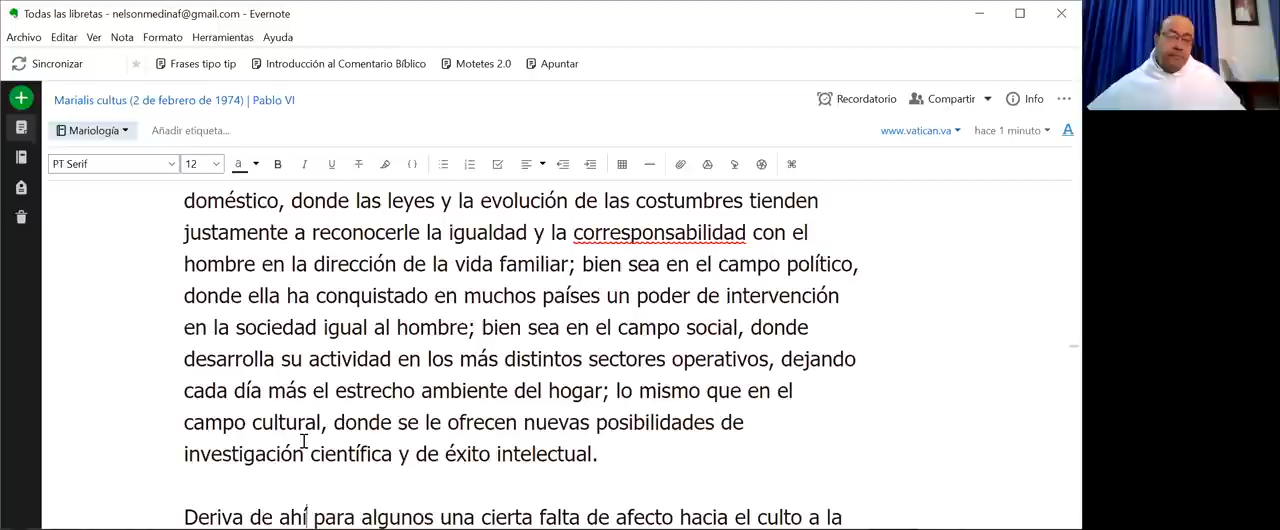 Todas las libretas - nelsonmedinaf@gmail.com - Evernote
Archivo Editar Ver Nota Formato Herramientas Ayuda
Sincronizar Frases tipo tip Introducción al Comentario Bíblico Motetes 2.0 Apuntar
Marialis cultus (2 de febrero de 1974) | Pablo VI Recordatorio Compartir Info
Mariología Añadir etiqueta... www.vatican.va hace 1 minuto A
PT Serif 12 a B I U T
doméstico, donde las leyes y la evolución de las costumbres tienden
justamente a reconocerle la igualdad y la corresponsabilidad con el
hombre en la dirección de la vida familiar; bien sea en el campo político,
donde ella ha conquistado en muchos países un poder de intervención
en la sociedad igual al hombre; bien sea en el campo social, donde
desarrolla su actividad en los más distintos sectores operativos, dejando
cada día más el estrecho ambiente del hogar; lo mismo que en el
campo cultural, donde se le ofrecen nuevas posibilidades de
investigación científica y de éxito intelectual.
Deriva de ahí para algunos una cierta falta de afecto hacia el culto a la